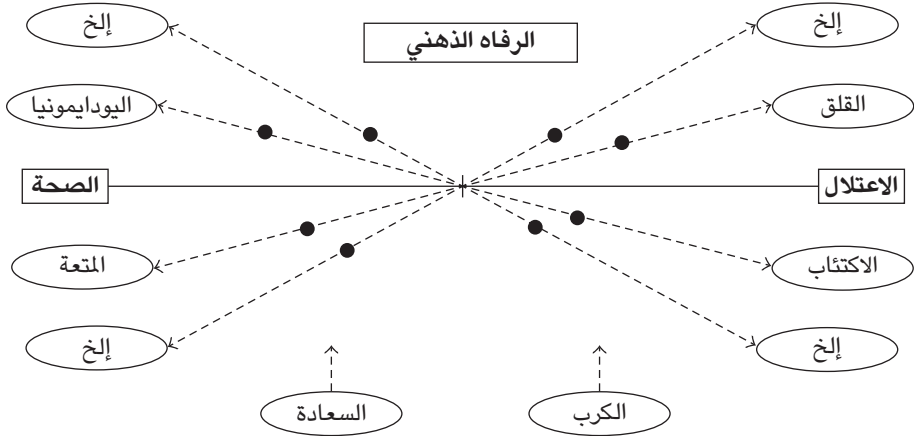 إلخ
الرفاه الذهني
إلخ
القلق
اليودايمونيا
الاعتلال
الصحة
الاكتئاب
المتعة
إلخ
إلخ
الكرب
السعادة